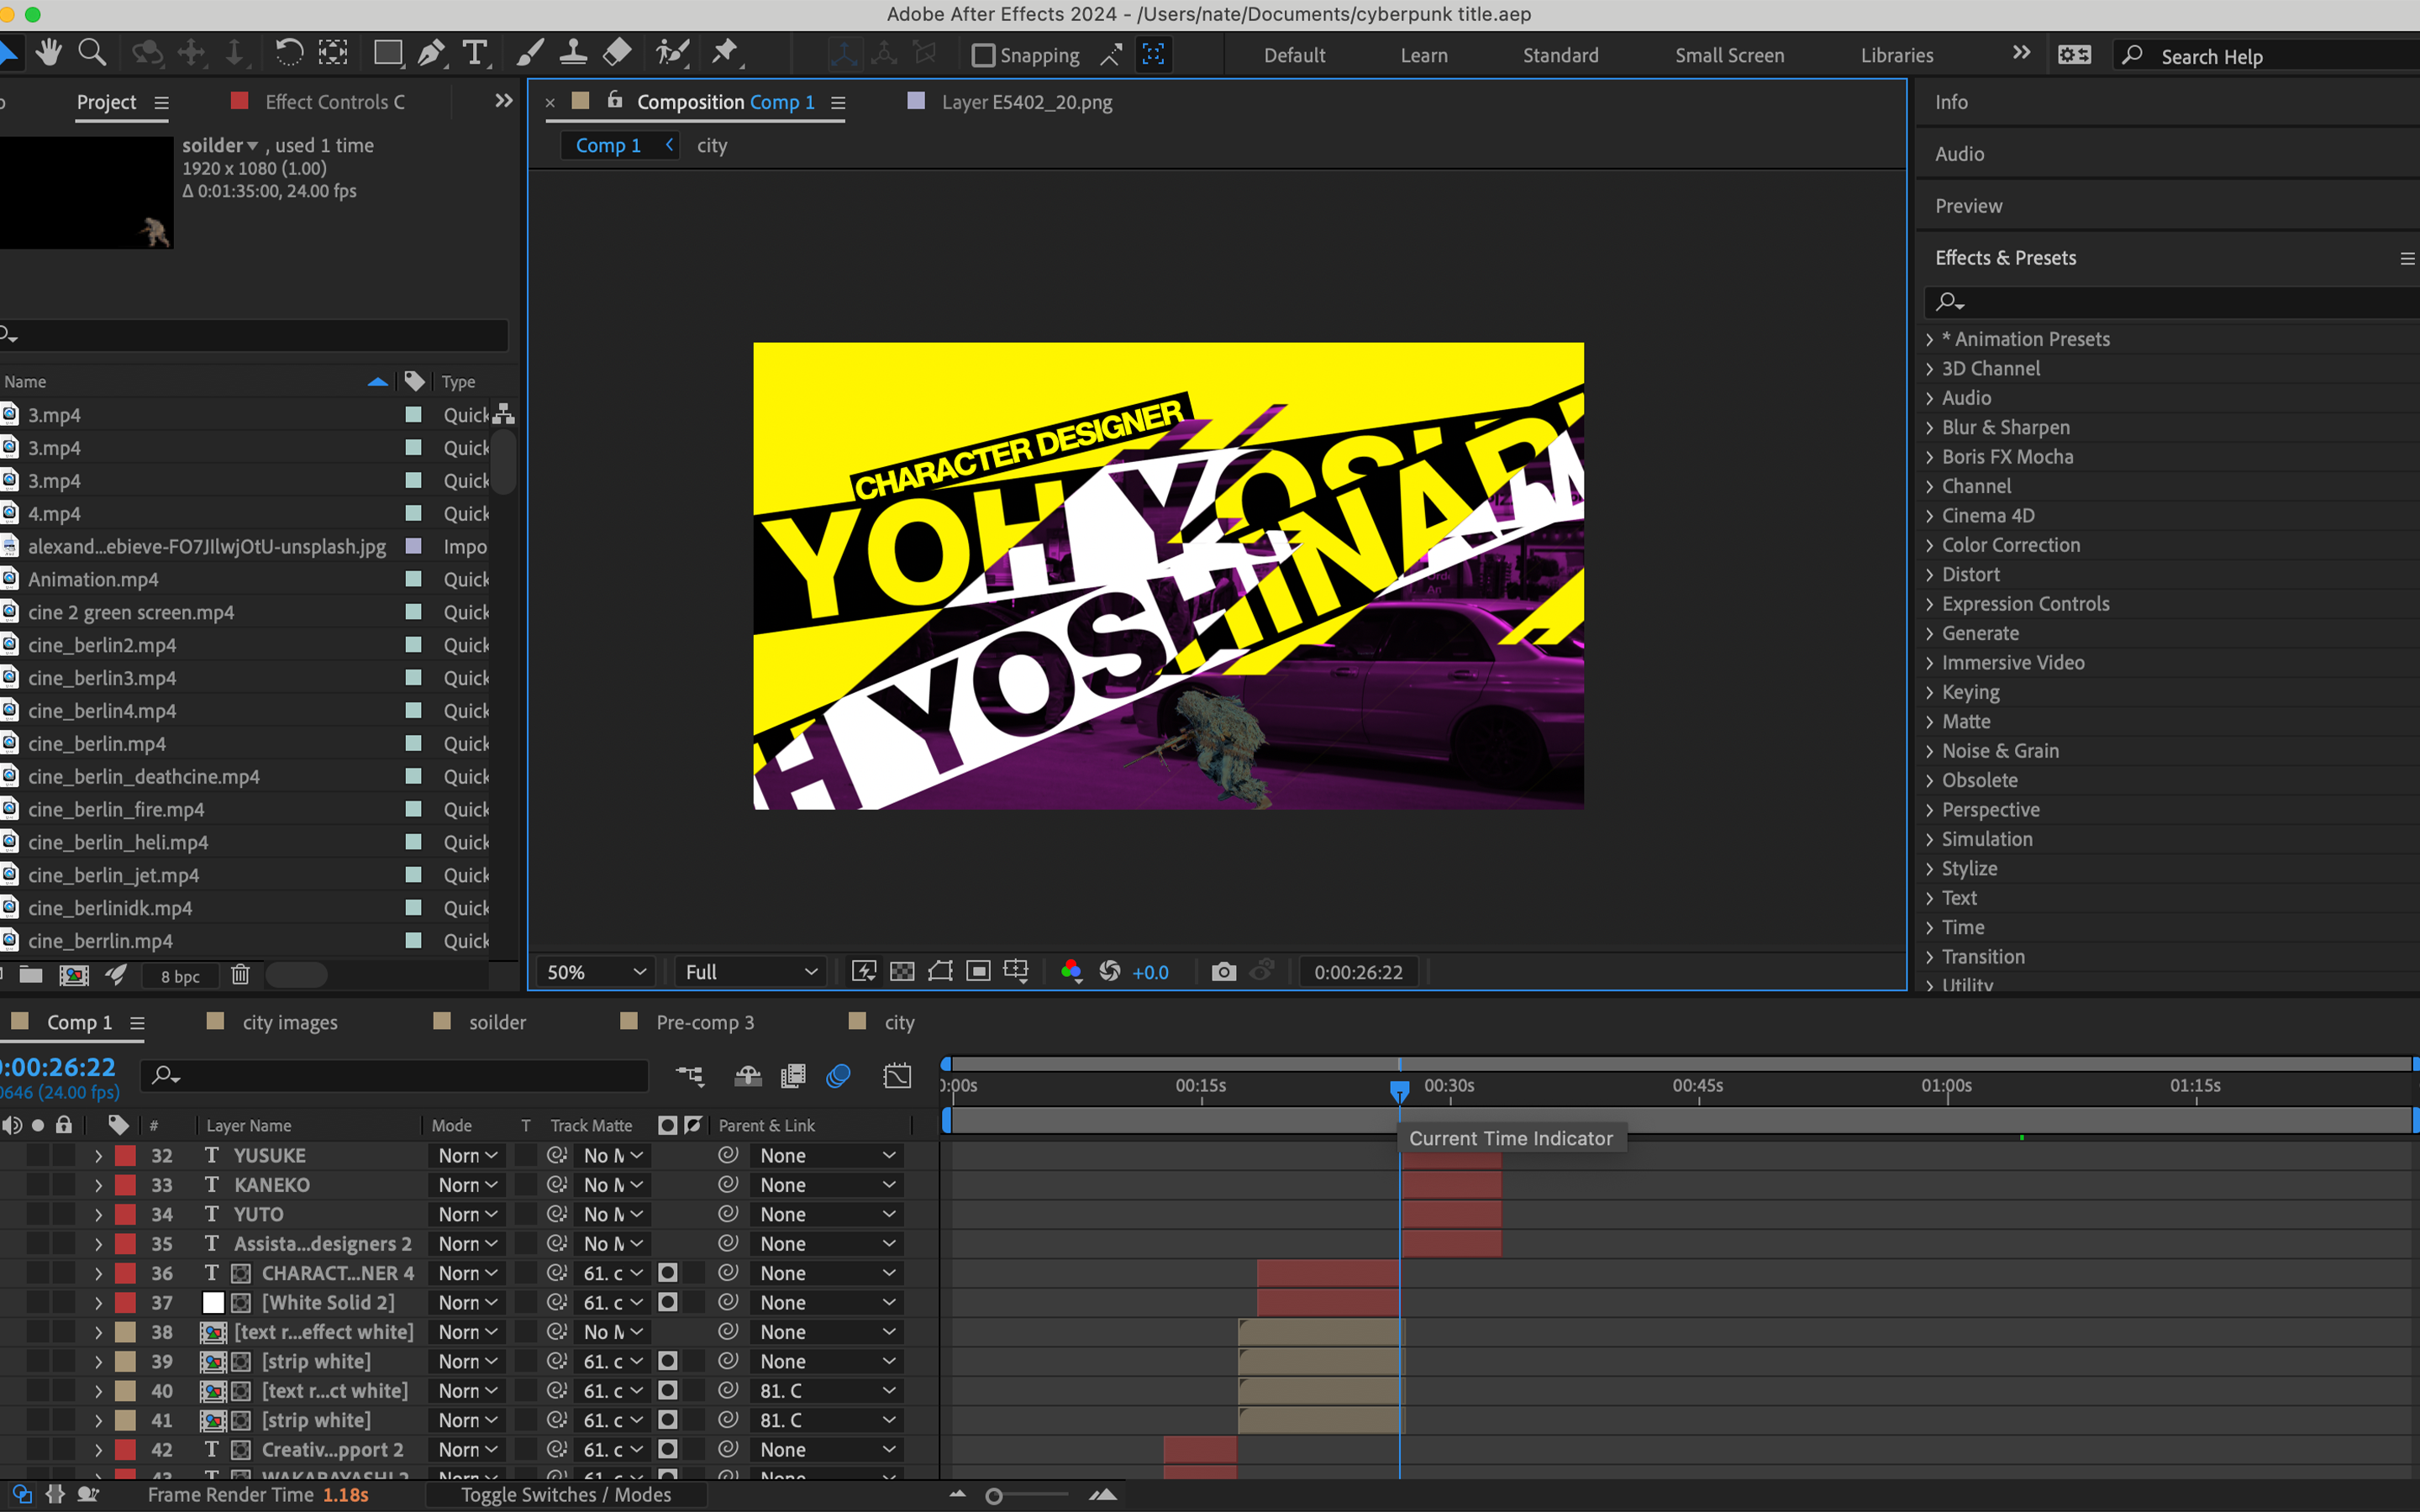 Adobe After Effects 2024 - /Users/nate/Documents/cyberpunk title.aep
Snapping
Default
Learn
Standard
Small Screen
Libraries
Search Help
Project
Effect Controls C
soilder , used 1 time
1920 x 1080 (1.00)
Δ 0:01:35:00, 24.00 fps
Name Type
3.mp4 Quick
3.mp4 Quick
3.mp4 Quick
4.mp4 Quick
alexand...ebieve-FO7JIlwjOtU-unsplash.jpg Impo
Animation.mp4 Quick
cine 2 green screen.mp4 Quick
cine_berlin2.mp4 Quick
cine_berlin3.mp4 Quick
cine_berlin4.mp4 Quick
cine_berlin.mp4 Quick
cine_berlin_deathcine.mp4 Quick
cine_berlin_fire.mp4 Quick
cine_berlin_heli.mp4 Quick
cine_berlin_jet.mp4 Quick
cine_berlinidk.mp4 Quick
cine_berrlin.mp4 Quick
8 bpc
Composition Comp 1
Layer E5402_20.png
Comp 1
city
CHARACTER DESIGNER
YOH
H YOSHINAR
50%
Full
+0.0
0:00:26:22
Info
Audio
Preview
Effects & Presets
* Animation Presets
3D Channel
Audio
Blur & Sharpen
Boris FX Mocha
Channel
Cinema 4D
Color Correction
Distort
Expression Controls
Generate
Immersive Video
Keying
Matte
Noise & Grain
Obsolete
Perspective
Simulation
Stylize
Text
Time
Transition
Utility
Comp 1
city images
soilder
Pre-comp 3
city
0:00:26:22
0646 (24.00 fps)
0:00s 00:15s 00:30s 00:45s 01:00s 01:15s
# Layer Name Mode T Track Matte Parent & Link
Current Time Indicator
32 T YUSUKE Norn No M None
33 T KANEKO Norn No M None
34 T YUTO Norn No M None
35 T Assista...designers 2 Norn No M None
36 T CHARACT...NER 4 Norn 61. c None
37 [White Solid 2] Norn 61. c None
38 [text r...effect white] Norn No M None
39 [strip white] Norn 61. c None
40 [text r...ct white] Norn 61. c 81. C
41 [strip white] Norn 61. c 81. C
42 T Creativ...pport 2 Norn 61. c None
43 T WAKABAYASHI 2 Norn 61. c None
Frame Render Time 1.18s
Toggle Switches / Modes